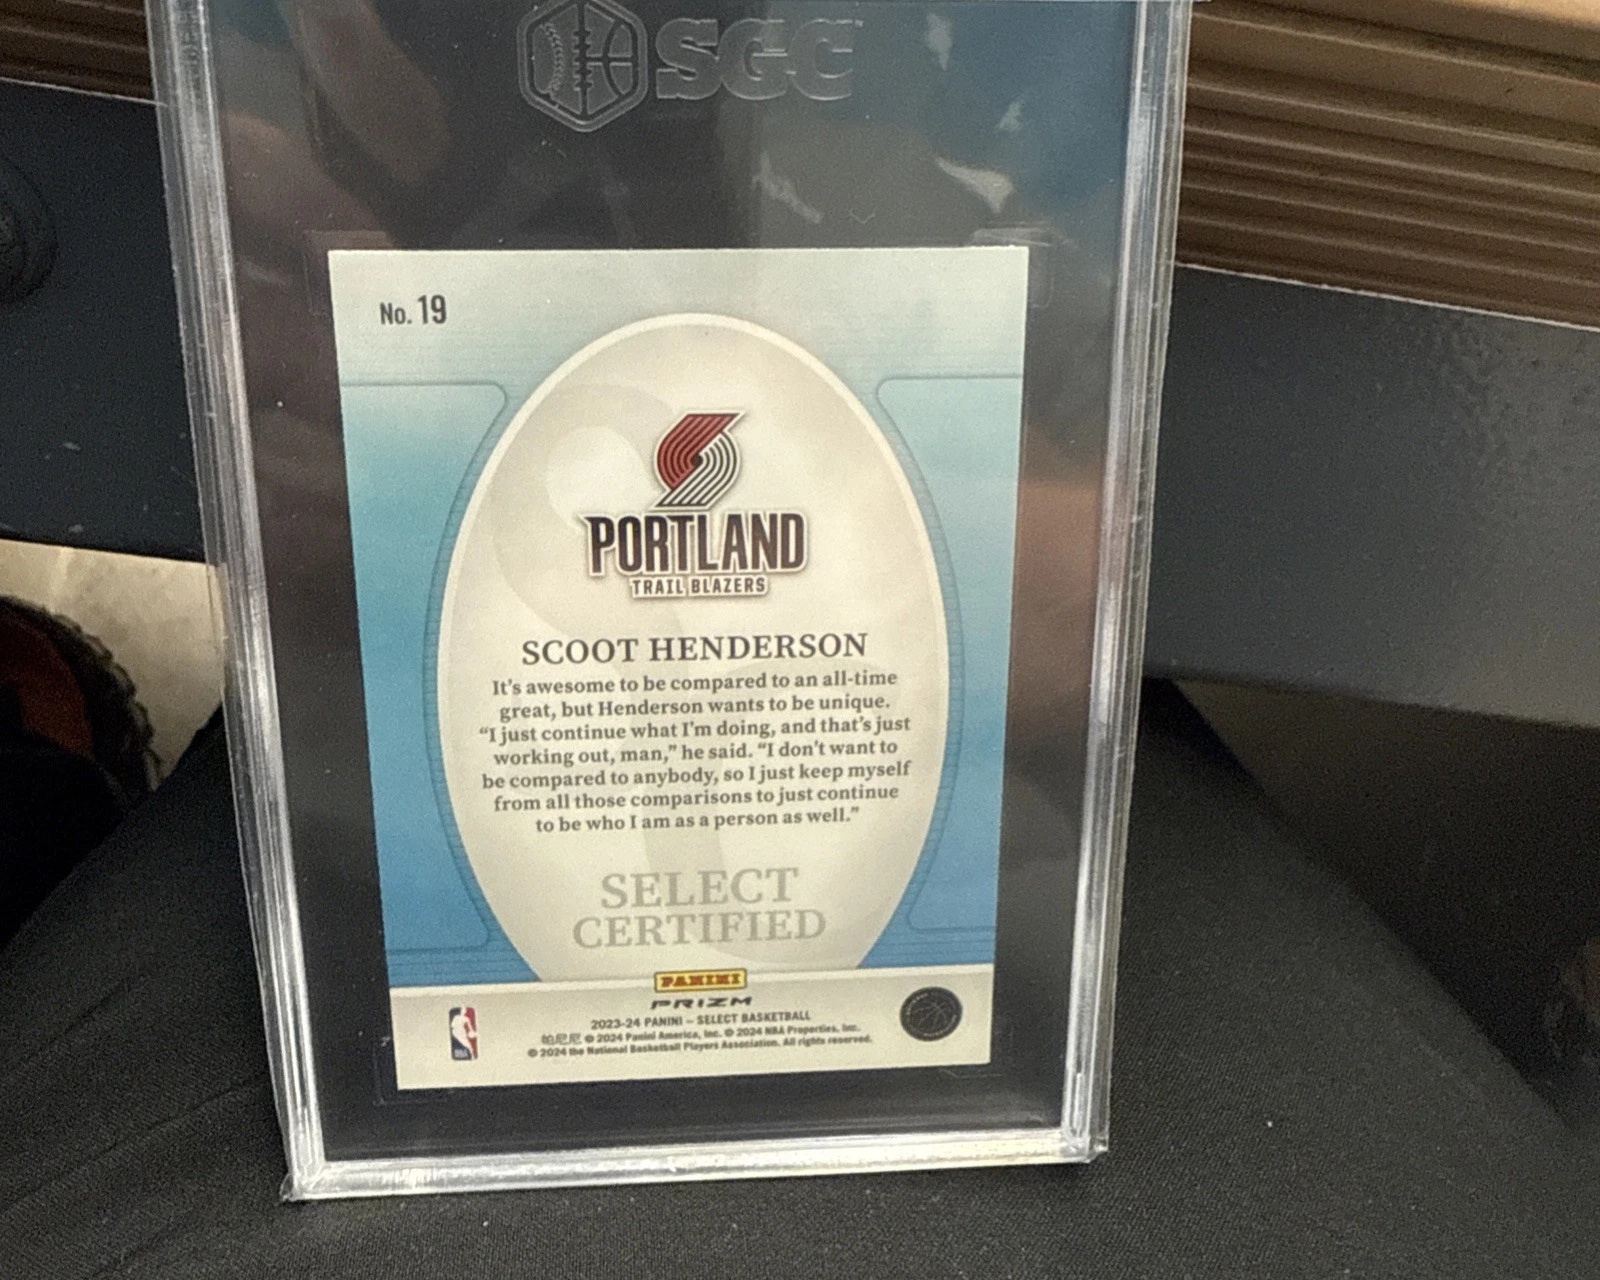 SGC
No. 19
PORTLAND
TRAIL BLAZERS
SCOOT HENDERSON
It's awesome to be compared to an all-time
great, but Henderson wants to be unique.
“I just continue what I'm doing, and that's just
working out, man,” he said. “I don't want to
be compared to anybody, so I just keep myself
from all those comparisons to just continue
to be who I am as a person as well.”
SELECT
CERTIFIED
PANINI
PRIZM
2023-24 PANINI – SELECT BASKETBALL
帕尼尼 © 2024 Panini America, Inc. © 2024 NBA Properties, Inc.
© 2024 the National Basketball Players Association. All rights reserved.
NBA